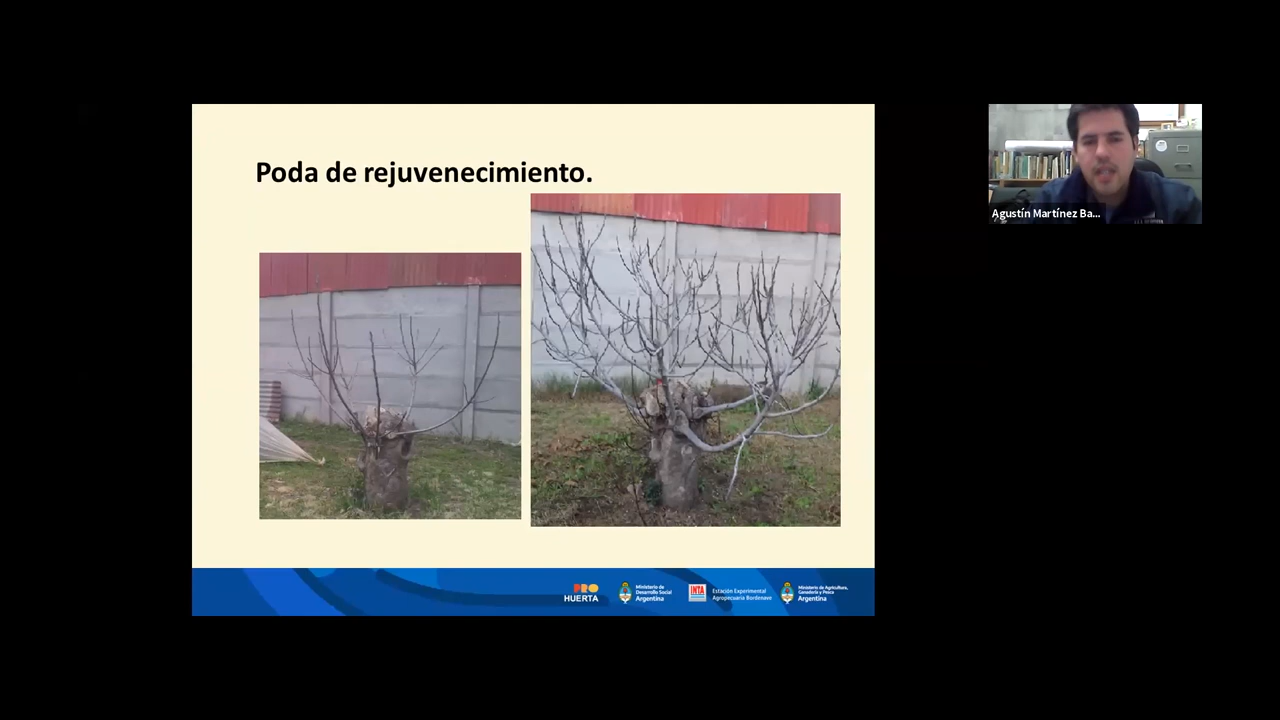 Poda de rejuvenecimiento.
Agustín Martínez Ba...
PRO
HUERTA
Ministerio de
Desarrollo Social
Argentina
INTA
Estación Experimental
Agropecuaria Bordenave
Ministerio de Agricultura,
Ganadería y Pesca
Argentina